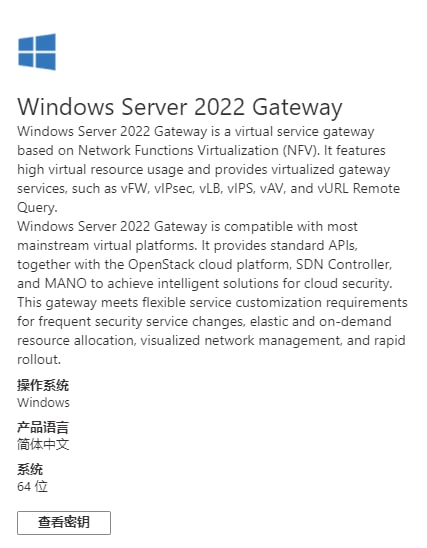 Windows Server 2022 Gateway
Windows Server 2022 Gateway is a virtual service gateway
based on Network Functions Virtualization (NFV). It features
high virtual resource usage and provides virtualized gateway
services, such as vFW, vIPsec, vLB, vIPS, vAV, and vURL Remote
Query.
Windows Server 2022 Gateway is compatible with most
mainstream virtual platforms. It provides standard APIs,
together with the OpenStack cloud platform, SDN Controller,
and MANO to achieve intelligent solutions for cloud security.
This gateway meets flexible service customization requirements
for frequent security service changes, elastic and on-demand
resource allocation, visualized network management, and rapid
rollout.
操作系统
Windows
产品语言
简体中文
系统
64 位
查看密钥